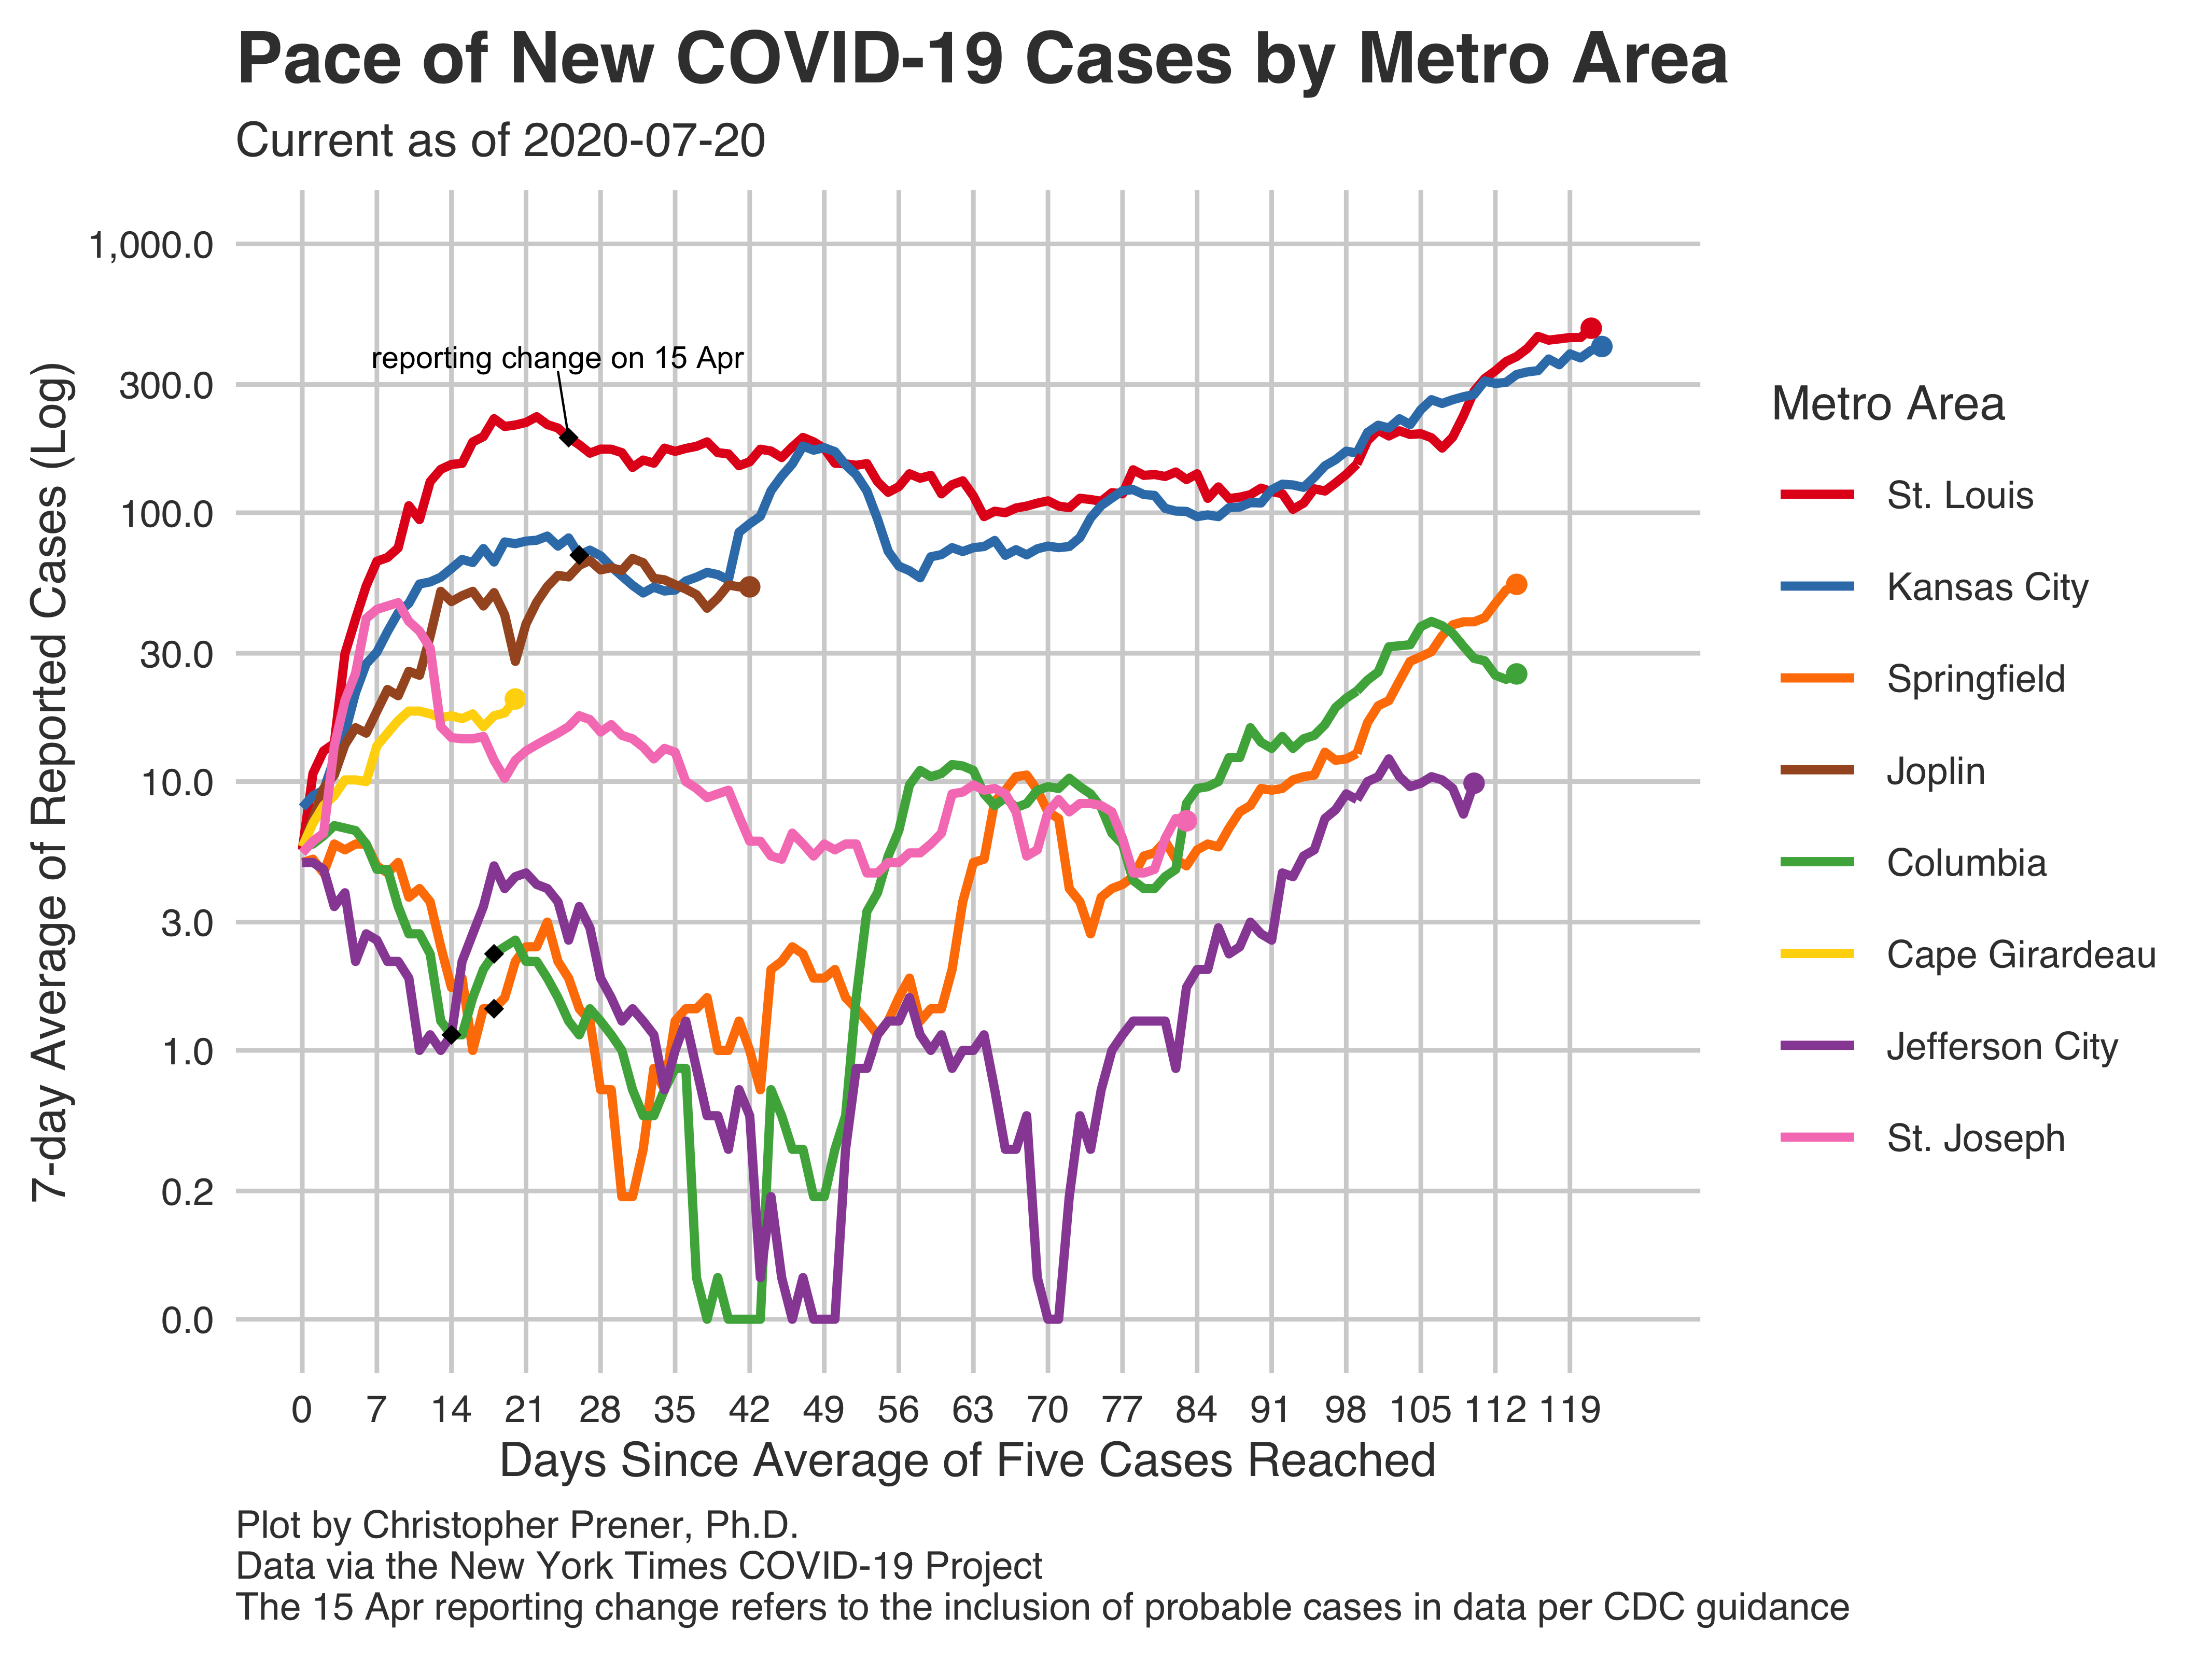 Pace of New COVID-19 Cases by Metro Area
Current as of 2020-07-20
7-day Average of Reported Cases (Log)
1,000.0
300.0
100.0
30.0
10.0
3.0
1.0
0.2
0.0
reporting change on 15 Apr
0 7 14 21 28 35 42 49 56 63 70 77 84 91 98 105 112 119
Days Since Average of Five Cases Reached
Metro Area
St. Louis
Kansas City
Springfield
Joplin
Columbia
Cape Girardeau
Jefferson City
St. Joseph
Plot by Christopher Prener, Ph.D.
Data via the New York Times COVID-19 Project
The 15 Apr reporting change refers to the inclusion of probable cases in data per CDC guidance